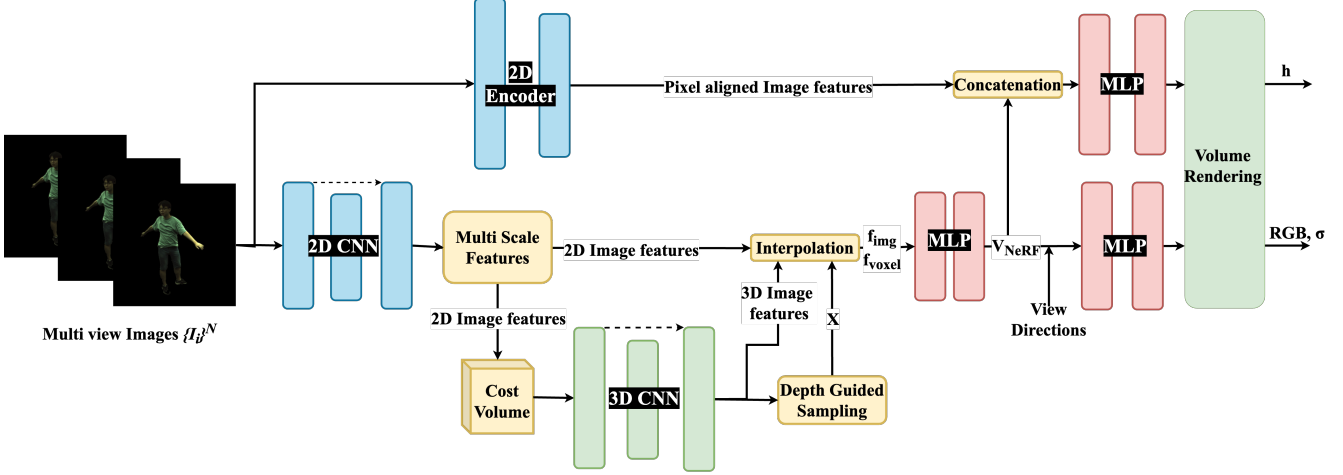 2D
Encoder
Pixel aligned Image features
Concatenation
MLP
h
Volume
Rendering
2D CNN
Multi Scale
Features
2D Image features
Interpolation
f_img
f_voxel
MLP
V_NeRF
MLP
RGB, σ
View
Directions
Multi view Images {I_i}^N
2D Image features
3D Image
features
X
Cost
Volume
3D CNN
Depth Guided
Sampling